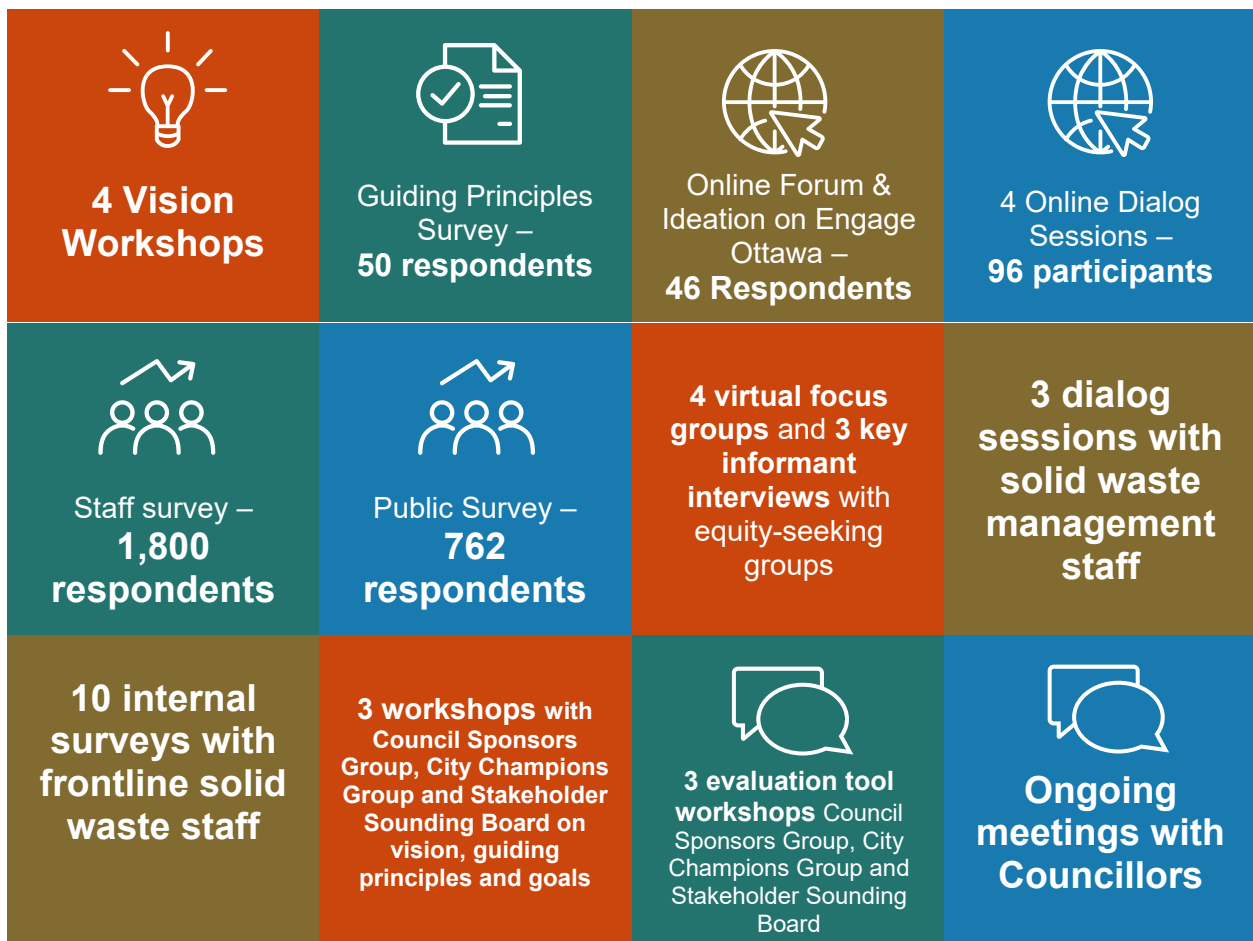 4 Vision
Workshops
Guiding Principles
Survey –
50 respondents
Online Forum &
Ideation on Engage
Ottawa –
46 Respondents
4 Online Dialog
Sessions –
96 participants
Staff survey –
1,800
respondents
Public Survey –
762
respondents
4 virtual focus
groups and 3 key
informant
interviews with
equity-seeking
groups
3 dialog
sessions with
solid waste
management
staff
10 internal
surveys with
frontline solid
waste staff
3 workshops with
Council Sponsors
Group, City Champions
Group and Stakeholder
Sounding Board on
vision, guiding
principles and goals
3 evaluation tool
workshops Council
Sponsors Group, City
Champions Group and
Stakeholder Sounding
Board
Ongoing
meetings with
Councillors